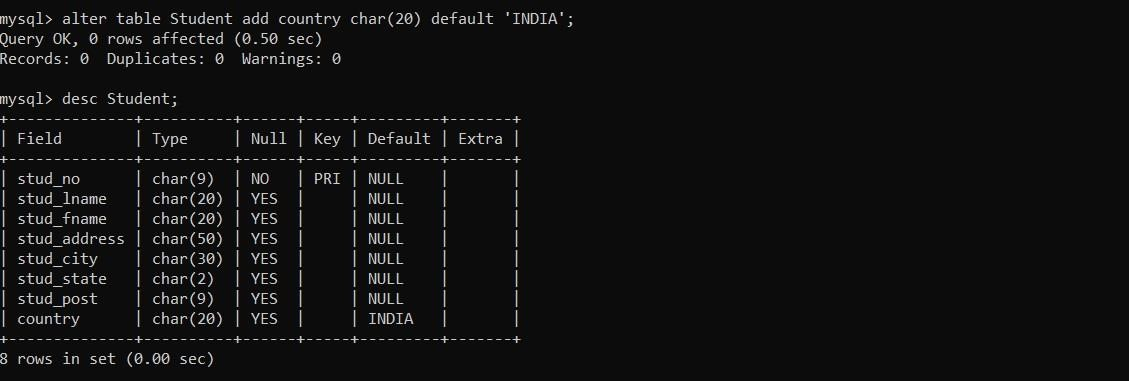 mysql> alter table Student add country char(20) default 'INDIA';
Query OK, 0 rows affected (0.50 sec)
Records: 0  Duplicates: 0  Warnings: 0

mysql> desc Student;
+--------------+----------+------+-----+---------+-------+
| Field        | Type     | Null | Key | Default | Extra |
+--------------+----------+------+-----+---------+-------+
| stud_no      | char(9)  | NO   | PRI | NULL    |       |
| stud_lname   | char(20) | YES  |     | NULL    |       |
| stud_fname   | char(20) | YES  |     | NULL    |       |
| stud_address | char(50) | YES  |     | NULL    |       |
| stud_city    | char(30) | YES  |     | NULL    |       |
| stud_state   | char(2)  | YES  |     | NULL    |       |
| stud_post    | char(9)  | YES  |     | NULL    |       |
| country      | char(20) | YES  |     | INDIA   |       |
+--------------+----------+------+-----+---------+-------+
8 rows in set (0.00 sec)